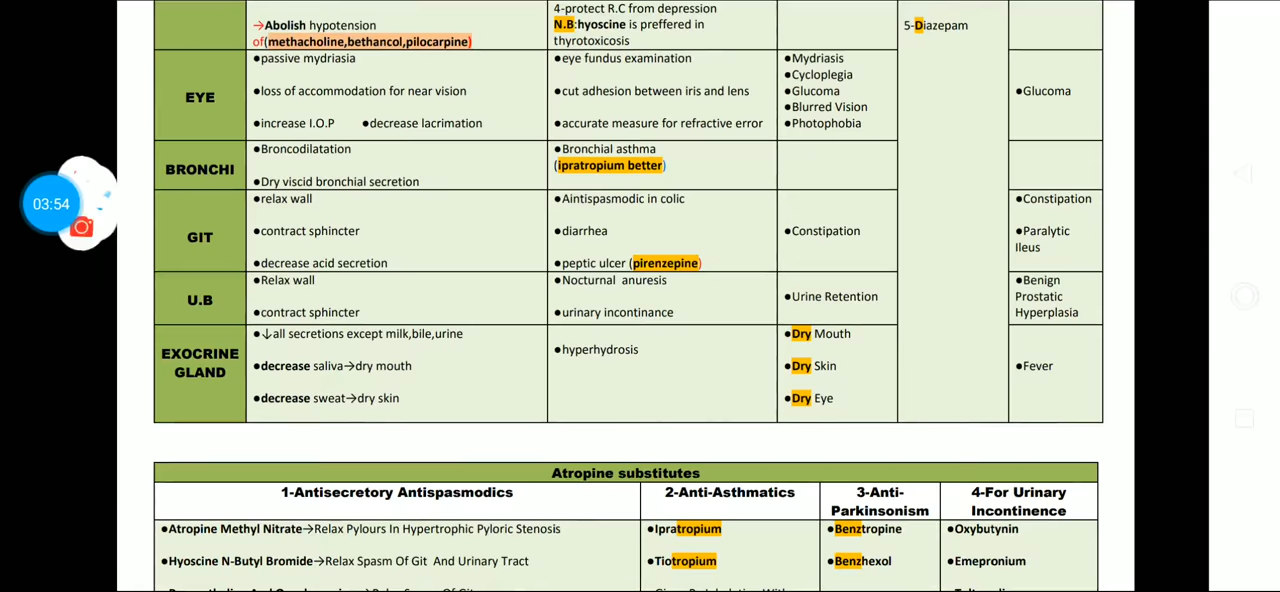 →Abolish hypotension
of(methacholine,bethancol,pilocarpine)
4-protect R.C from depression
N.B:hyoscine is preffered in
thyrotoxicosis
5-Diazepam
EYE
●passive mydriasia
●loss of accommodation for near vision
●increase I.O.P ●decrease lacrimation
●eye fundus examination
●cut adhesion between iris and lens
●accurate measure for refractive error
●Mydriasis
●Cycloplegia
●Glucoma
●Blurred Vision
●Photophobia
●Glucoma
BRONCHI
●Broncodilatation
●Dry viscid bronchial secretion
●Bronchial asthma
(ipratropium better)
03:54
GIT
●relax wall
●contract sphincter
●decrease acid secretion
●Aintispasmodic in colic
●diarrhea
●peptic ulcer (pirenzepine)
●Constipation
●Constipation
●Paralytic
Ileus
U.B
●Relax wall
●contract sphincter
●Nocturnal anuresis
●urinary incontinance
●Urine Retention
●Benign
Prostatic
Hyperplasia
EXOCRINE
GLAND
●↓all secretions except milk,bile,urine
●decrease saliva→dry mouth
●decrease sweat→dry skin
●hyperhydrosis
●Dry Mouth
●Dry Skin
●Dry Eye
●Fever
Atropine substitutes
1-Antisecretory Antispasmodics
2-Anti-Asthmatics
3-Anti-
Parkinsonism
4-For Urinary
Incontinence
●Atropine Methyl Nitrate→Relax Pylours In Hypertrophic Pyloric Stenosis
●Hyoscine N-Butyl Bromide→Relax Spasm Of Git And Urinary Tract
●Ipratropium
●Tiotropium
●Benztropine
●Benzhexol
●Oxybutynin
●Emepronium